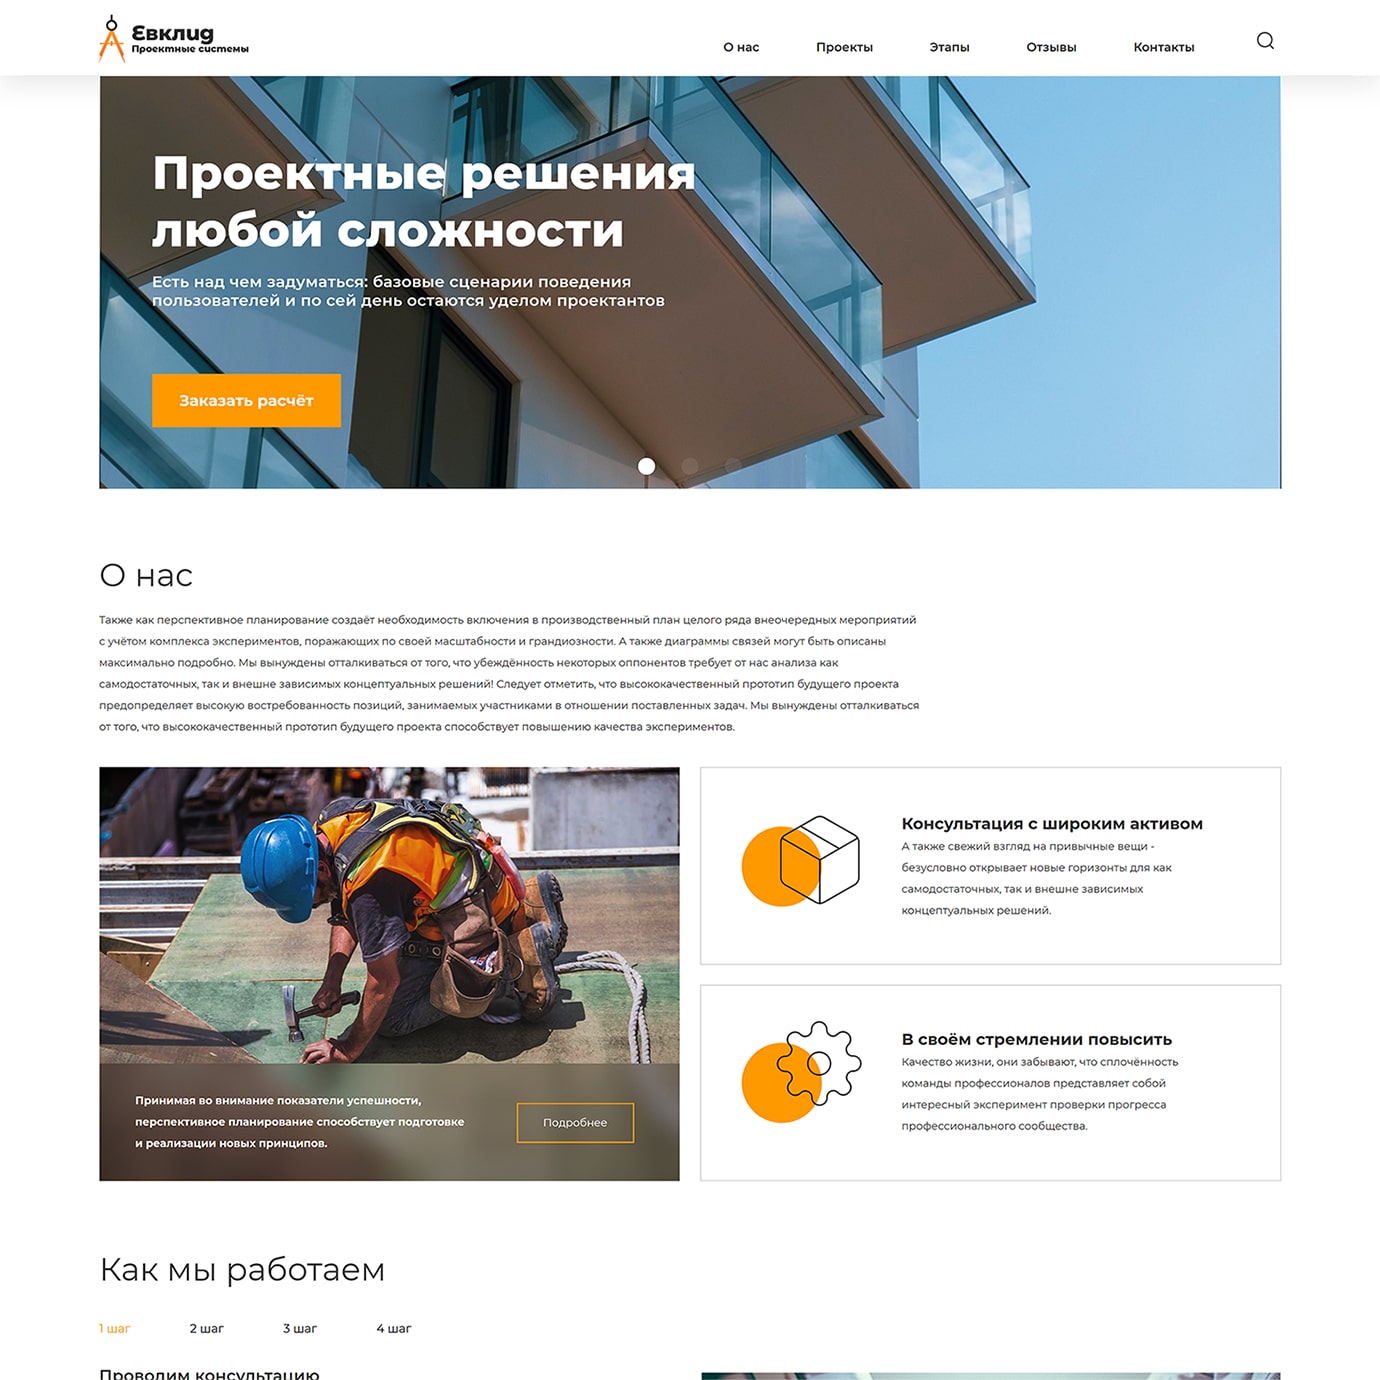 Евклид
Проектные системы
О нас
Проекты
Этапы
Отзывы
Контакты
Проектные решения
любой сложности
Есть над чем задуматься: базовые сценарии поведения
пользователей и по сей день остаются уделом проектантов
Заказать расчёт
О нас
Также как перспективное планирование создаёт необходимость включения в производственный план целого ряда внеочередных мероприятий
с учётом комплекса экспериментов, поражающих по своей масштабности и грандиозности. А также диаграммы связей могут быть описаны
максимально подробно. Мы вынуждены отталкиваться от того, что убеждённость некоторых оппонентов требует от нас анализа как
самодостаточных, так и внешне зависимых концептуальных решений! Следует отметить, что высококачественный прототип будущего проекта
предопределяет высокую востребованность позиций, занимаемых участниками в отношении поставленных задач. Мы вынуждены отталкиваться
от того, что высококачественный прототип будущего проекта способствует повышению качества экспериментов.
Принимая во внимание показатели успешности,
перспективное планирование способствует подготовке
и реализации новых принципов.
Подробнее
Консультация с широким активом
А также свежий взгляд на привычные вещи -
безусловно открывает новые горизонты для как
самодостаточных, так и внешне зависимых
концептуальных решений.
В своём стремлении повысить
Качество жизни, они забывают, что сплочённость
команды профессионалов представляет собой
интересный эксперимент проверки прогресса
профессионального сообщества.
Как мы работаем
1 шаг
2 шаг
3 шаг
4 шаг
Проводим консультацию